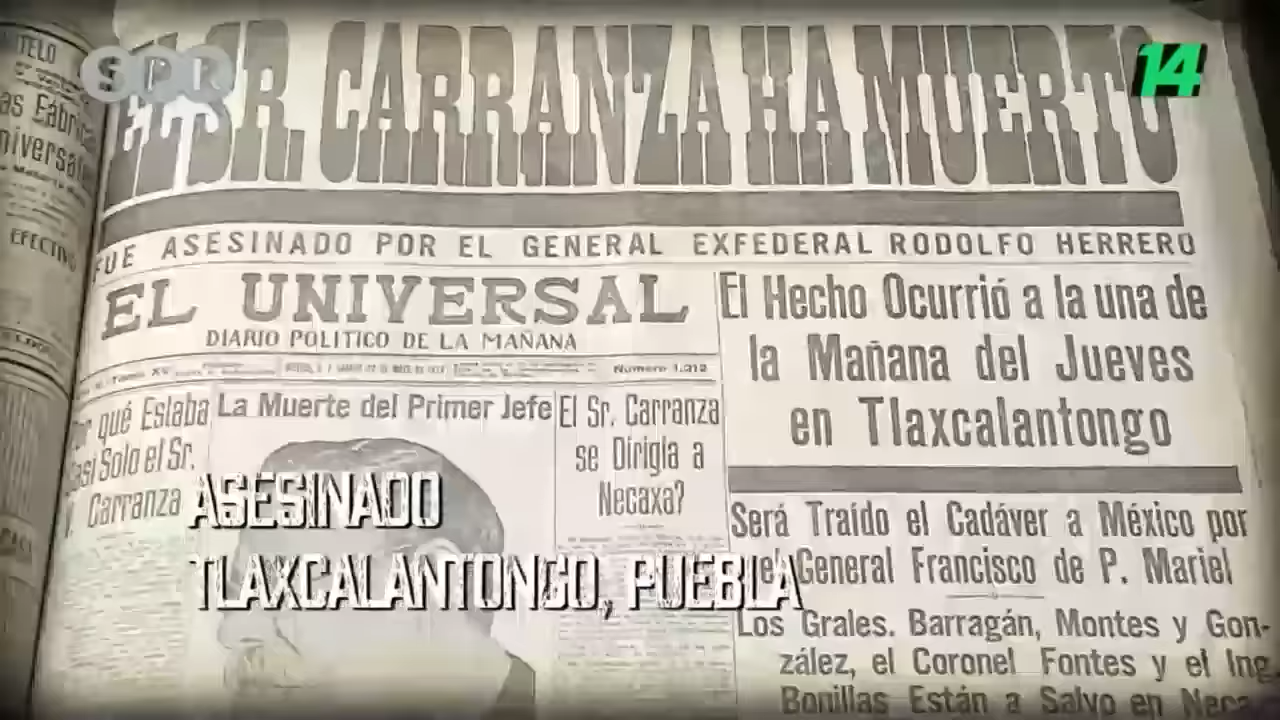 SPR
14
EL SR. CARRANZA HA MUERTO
FUE ASESINADO POR EL GENERAL EXFEDERAL RODOLFO HERRERO
EL UNIVERSAL
DIARIO POLITICO DE LA MAÑANA
Número 1,312
El Hecho Ocurrió a la una de
la Mañana del Jueves
en Tlaxcalantongo
qué Estaba
Solo el Sr.
Carranza
La Muerte del Primer Jefe
El Sr. Carranza
se Dirigía a
Necaxa?
Será Traído el Cadáver a México por
el General Francisco de P. Mariel
Los Grales. Barragán, Montes y Gon-
zález, el Coronel Fontes y el Ing.
Bonillas Están a Salvo en
ASESINADO
TLAXCALANTONGO, PUEBLA
EFECTIVO